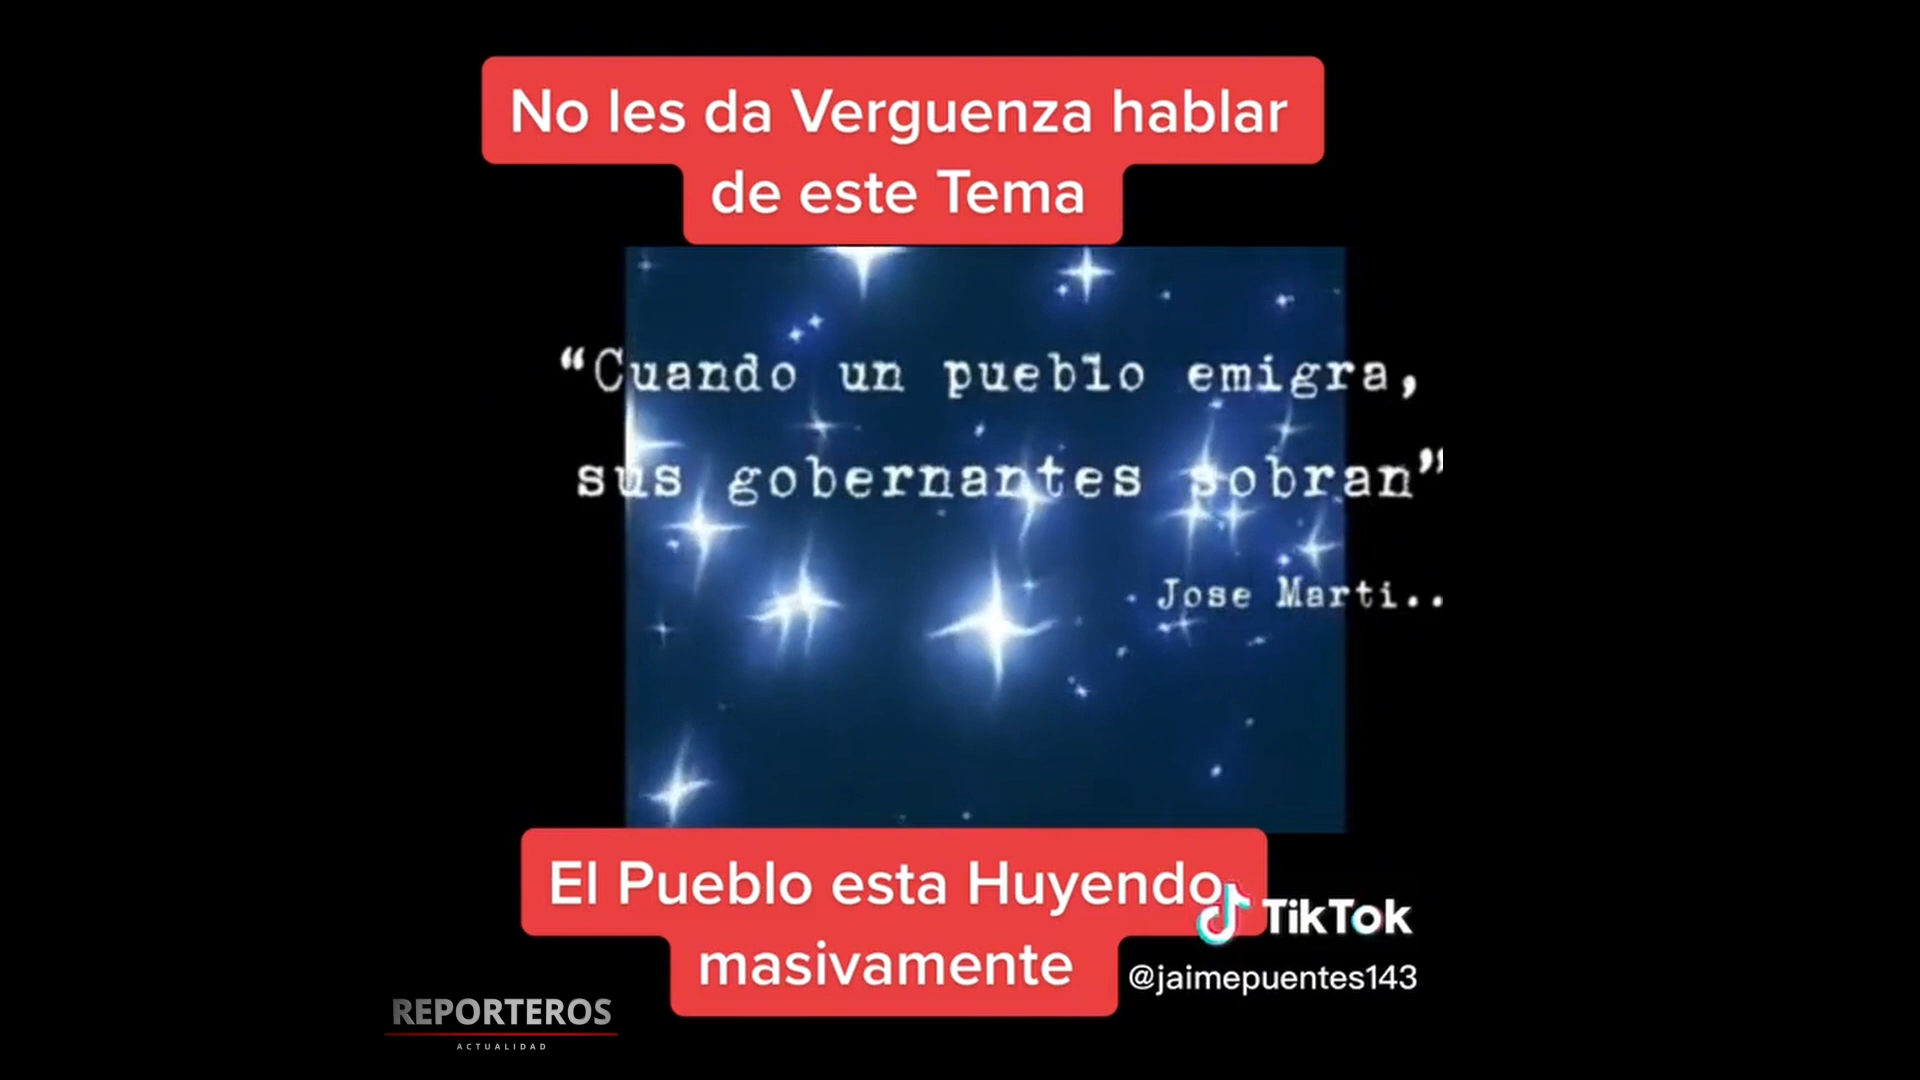 No les da Verguenza hablar
de este Tema
“Cuando un pueblo emigra,
sus gobernantes sobran”
Jose Marti..
El Pueblo esta Huyendo
masivamente
TikTok
@jaimepuentes143
REPORTEROS
ACTUALIDAD